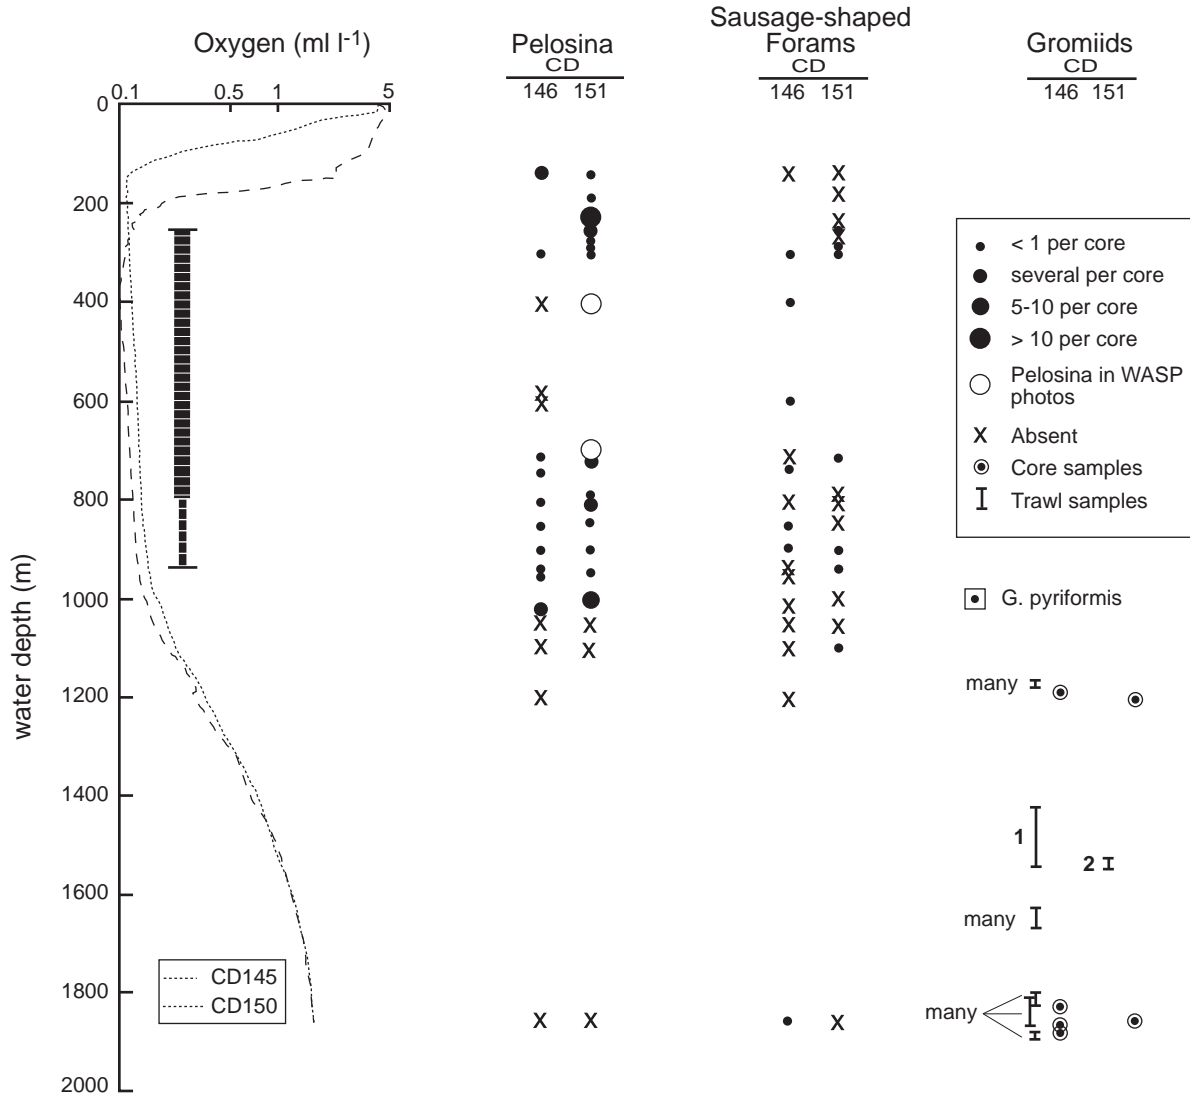 Sausage-shaped
Oxygen (ml l-1)
Pelosina
Forams
Gromiids
CD
CD
CD
146 151
146 151
146 151
0.1 0.5 1 5
0
200
400
600
800
1000
1200
1400
1600
1800
2000
water depth (m)
< 1 per core
several per core
5-10 per core
> 10 per core
Pelosina in WASP
photos
X Absent
Core samples
Trawl samples
G. pyriformis
many
1
2
many
many
CD145
CD150